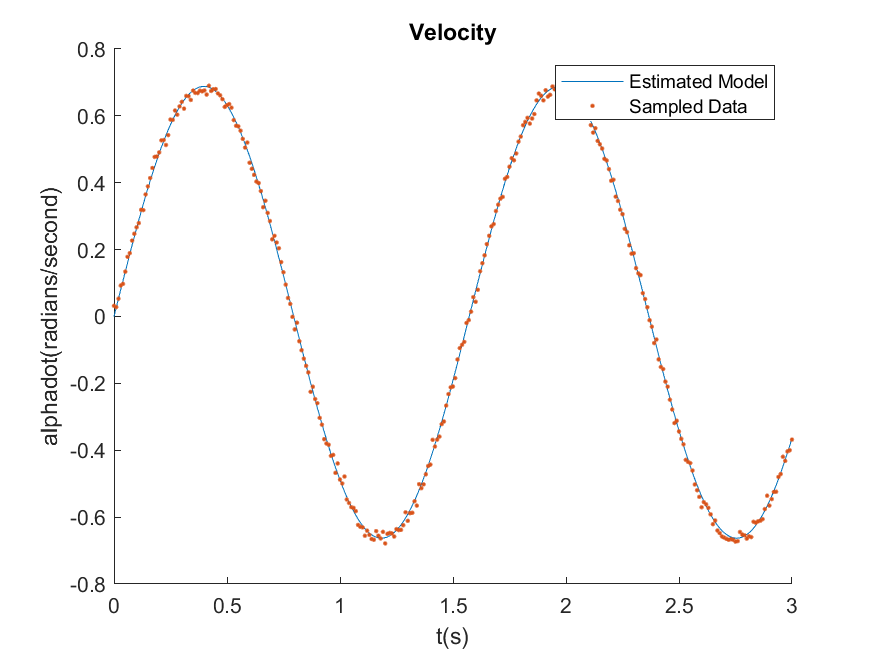 Velocity
Estimated Model
Sampled Data
0.8
0.6
0.4
0.2
0
-0.2
-0.4
-0.6
-0.8
alphadot(radians/second)
0 0.5 1 1.5 2 2.5 3
t(s)